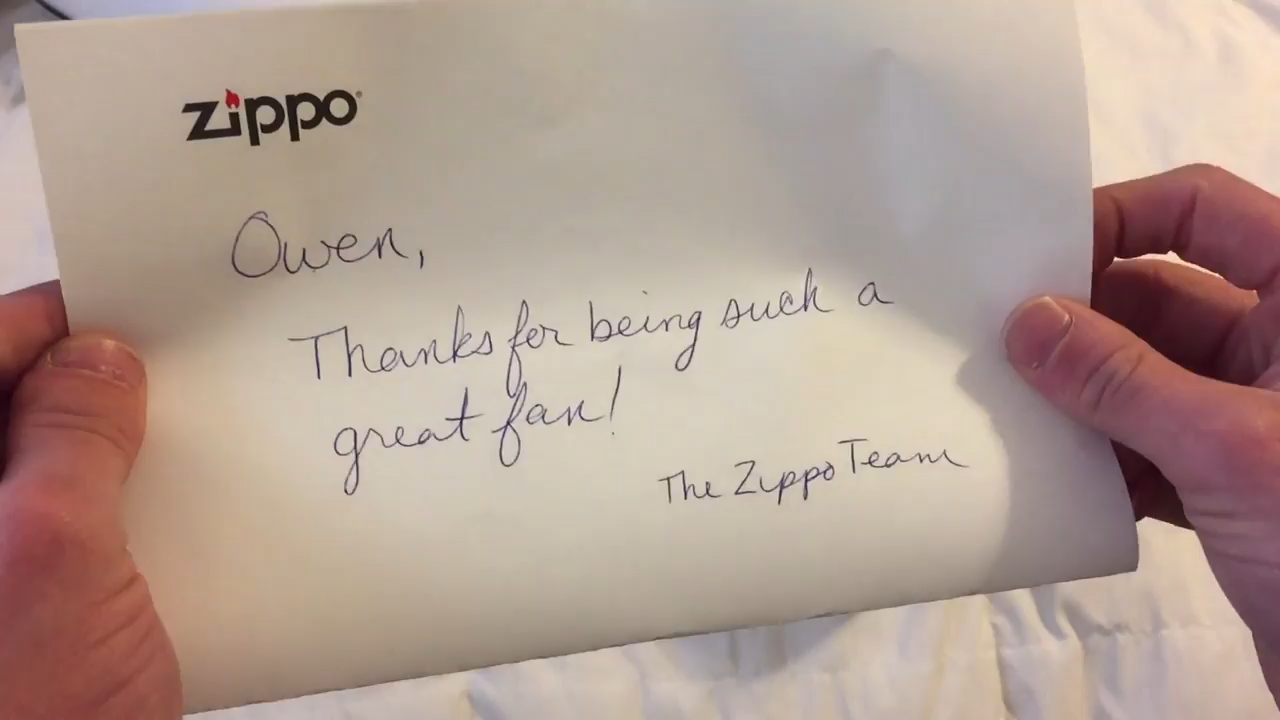 zippo®
Owen,
Thanks for being such a
great fan!
The Zippo Team